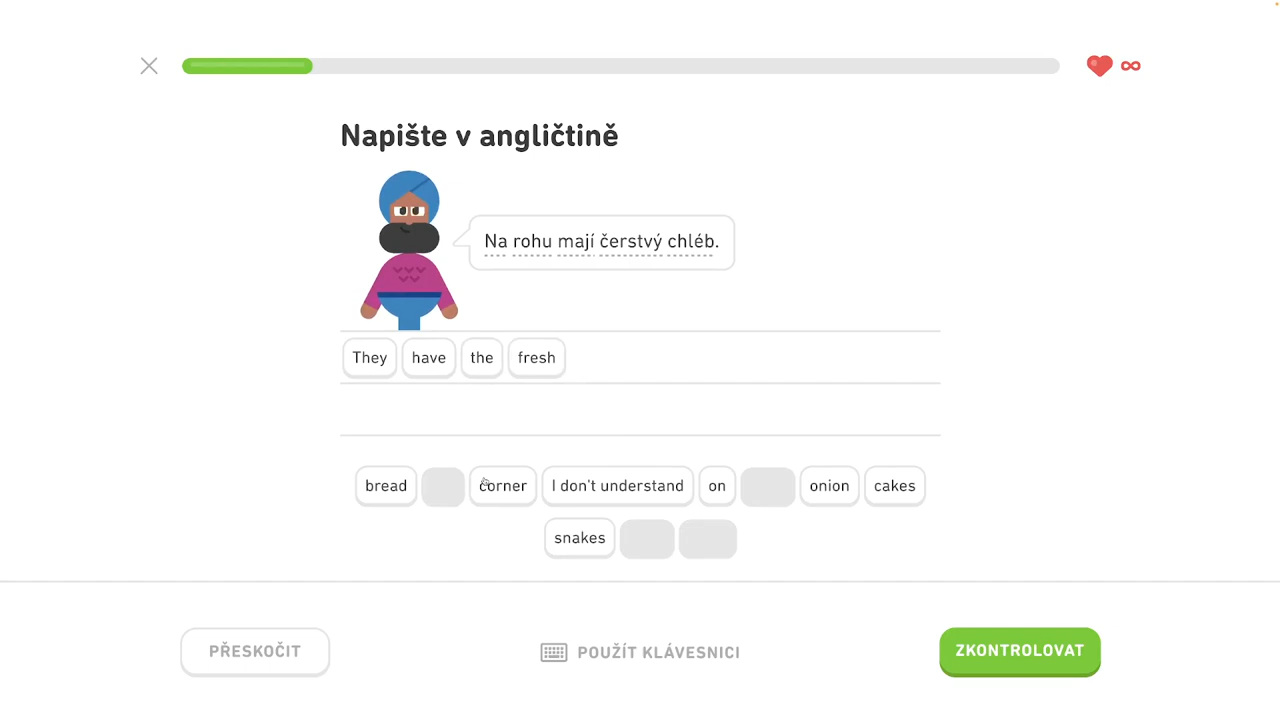 Napište v angličtině
Na rohu mají čerstvý chléb.
They have the fresh
bread corner I don't understand on onion cakes
snakes
PŘESKOČIT POUŽÍT KLÁVESNICI ZKONTROLOVAT